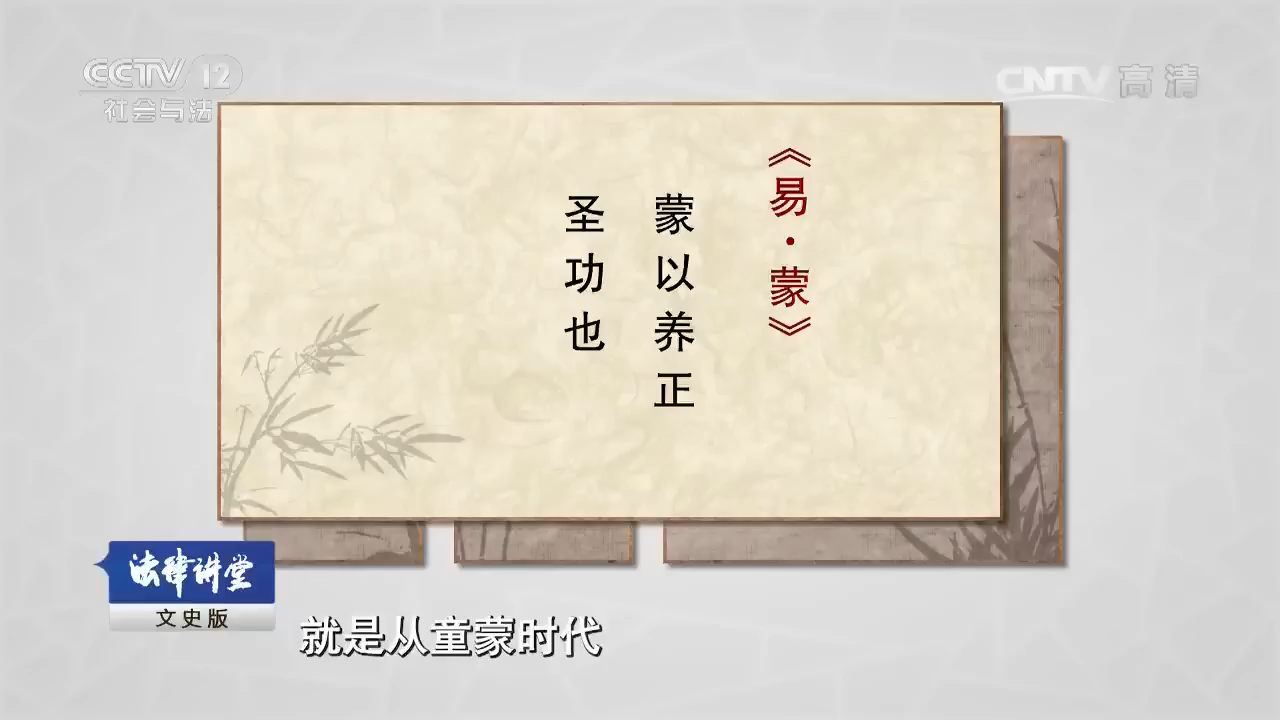 CCTV 12
社会与法
CNTV 高清
《易·蒙》
蒙以养正
圣功也
法律讲堂
文史版
就是从童蒙时代